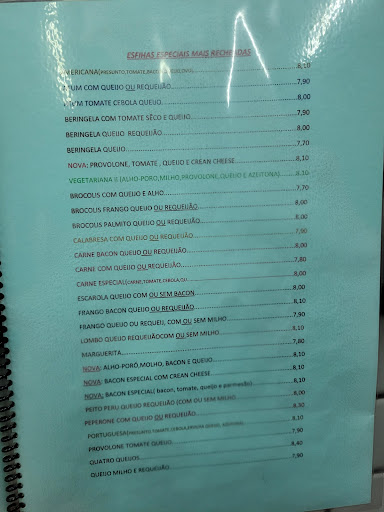 ESFIHAS ESPECIAIS MAIS RECHEADAS
MERICANA(PRESUNTO,TOMATE, 8,10
ATUM COM QUEIJO OU REQUEIJÃO 7,90
ATUM TOMATE CEBOLA QUEIJO 8,00
BERINGELA COM TOMATE SÊCO E QUEIJO 7,90
BERINGELA QUEIJO REQUEIJÃO 8,00
BERINGELA QUEIJO 7,70
NOVA: PROVOLONE, TOMATE , QUEIJO E CREAN CHEESE 8,10
VEGETARIANA II (ALHO-PORO,MILHO,PROVOLONE,QUEIJO E AZEITONA) 8,10
BROCOLIS COM QUEIJO E ALHO 7,70
BROCOLIS FRANGO QUEIJO OU REQUEIJÃO 8,00
BROCOLIS PALMITO QUEIJO OU REQUEIJÃO 8,00
CALABRESA COM QUEIJO OU REQUEIJÃO 7,90
CARNE BACON QUEIJO OU REQUEIJÃO 8,00
CARNE COM QUEIJO OU REQUEIJÃO 7,80
CARNE ESPECIAL(CARNE,TOMATE,CEBOLA, 8,00
ESCAROLA QUEIJO COM OU SEM BACON 8,00
FRANGO BACON QUEIJO OU REQUEIJÃO 8,10
FRANGO QUEIJO OU REQUEIJ, COM OU SEM MILHO 7,90
LOMBO QUEIJO REQUEIJÃOCOM OU SEM MILHO 8,10
MARGUERITA 7,80
NOVA: ALHO-PORÓ,MOLHO, BACON E QUEIJO 8,10
NOVA: BACON ESPECIAL COM CREAN CHEESE 8,10
NOVA: BACON ESPECIAL( bacon, tomate, queijo e parmesão) 8,10
PEITO PERU QUEIJO REQUEIJÃO (COM OU SEM MILHO 8,00
PEPERONE COM QUEIJO OU REQUEIJÃO 8,30
PORTUGUESA( 8,10
PROVOLONE TOMATE QUEIJO 7,90
QUATRO QUEIJOS 8,40
QUEIJO MILHO E REQUEIJÃO 7,90